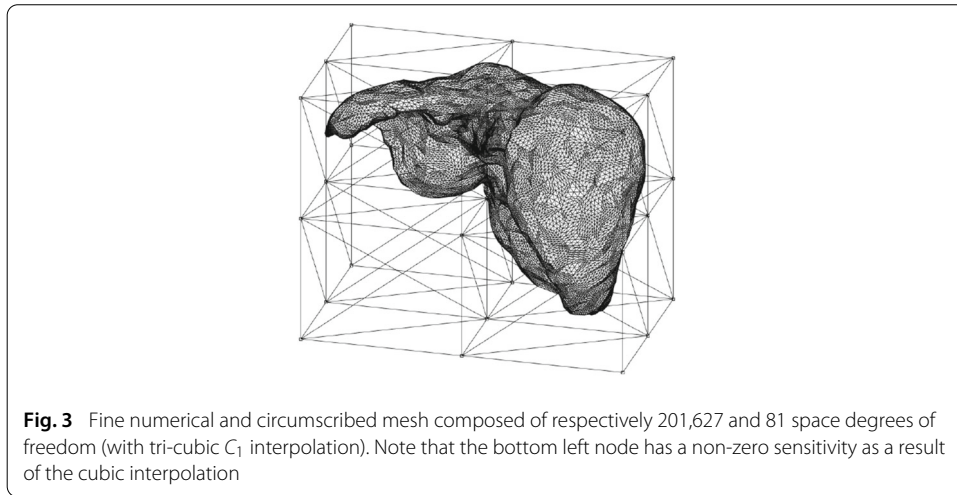 Fig. 3 Fine numerical and circumscribed mesh composed of respectively 201,627 and 81 space degrees of
freedom (with tri-cubic C₁ interpolation). Note that the bottom left node has a non-zero sensitivity as a result
of the cubic interpolation